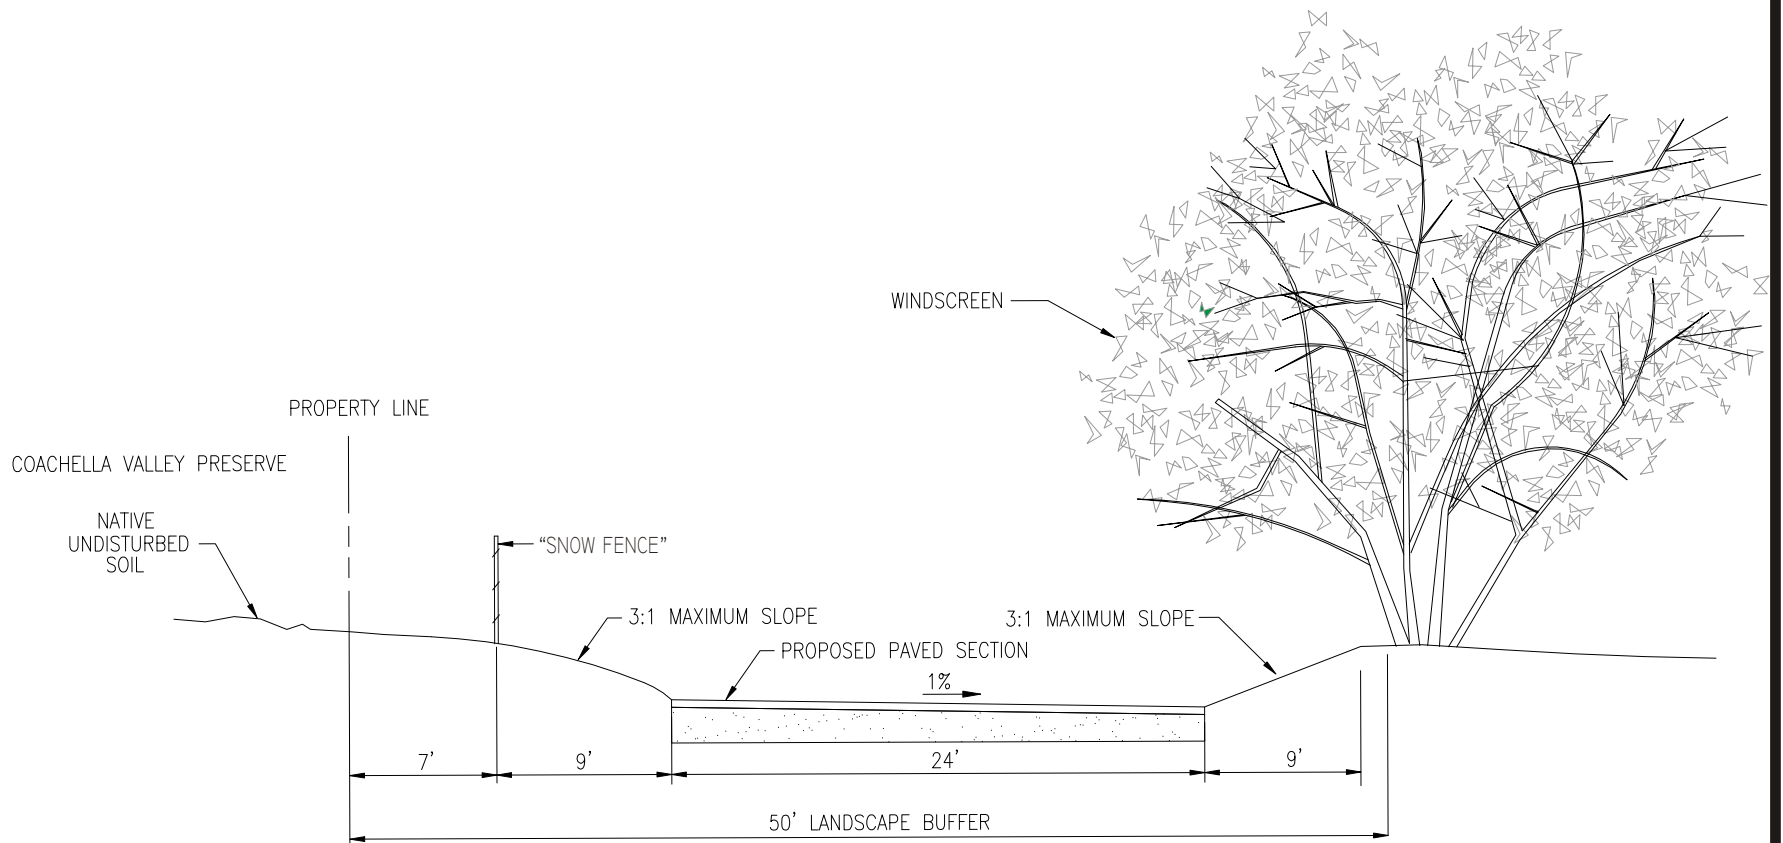 WINDSCREEN
PROPERTY LINE
COACHELLA VALLEY PRESERVE
NATIVE
UNDISTURBED
SOIL
“SNOW FENCE”
3:1 MAXIMUM SLOPE
3:1 MAXIMUM SLOPE
PROPOSED PAVED SECTION
1%
7’
9’
24’
9’
50’ LANDSCAPE BUFFER